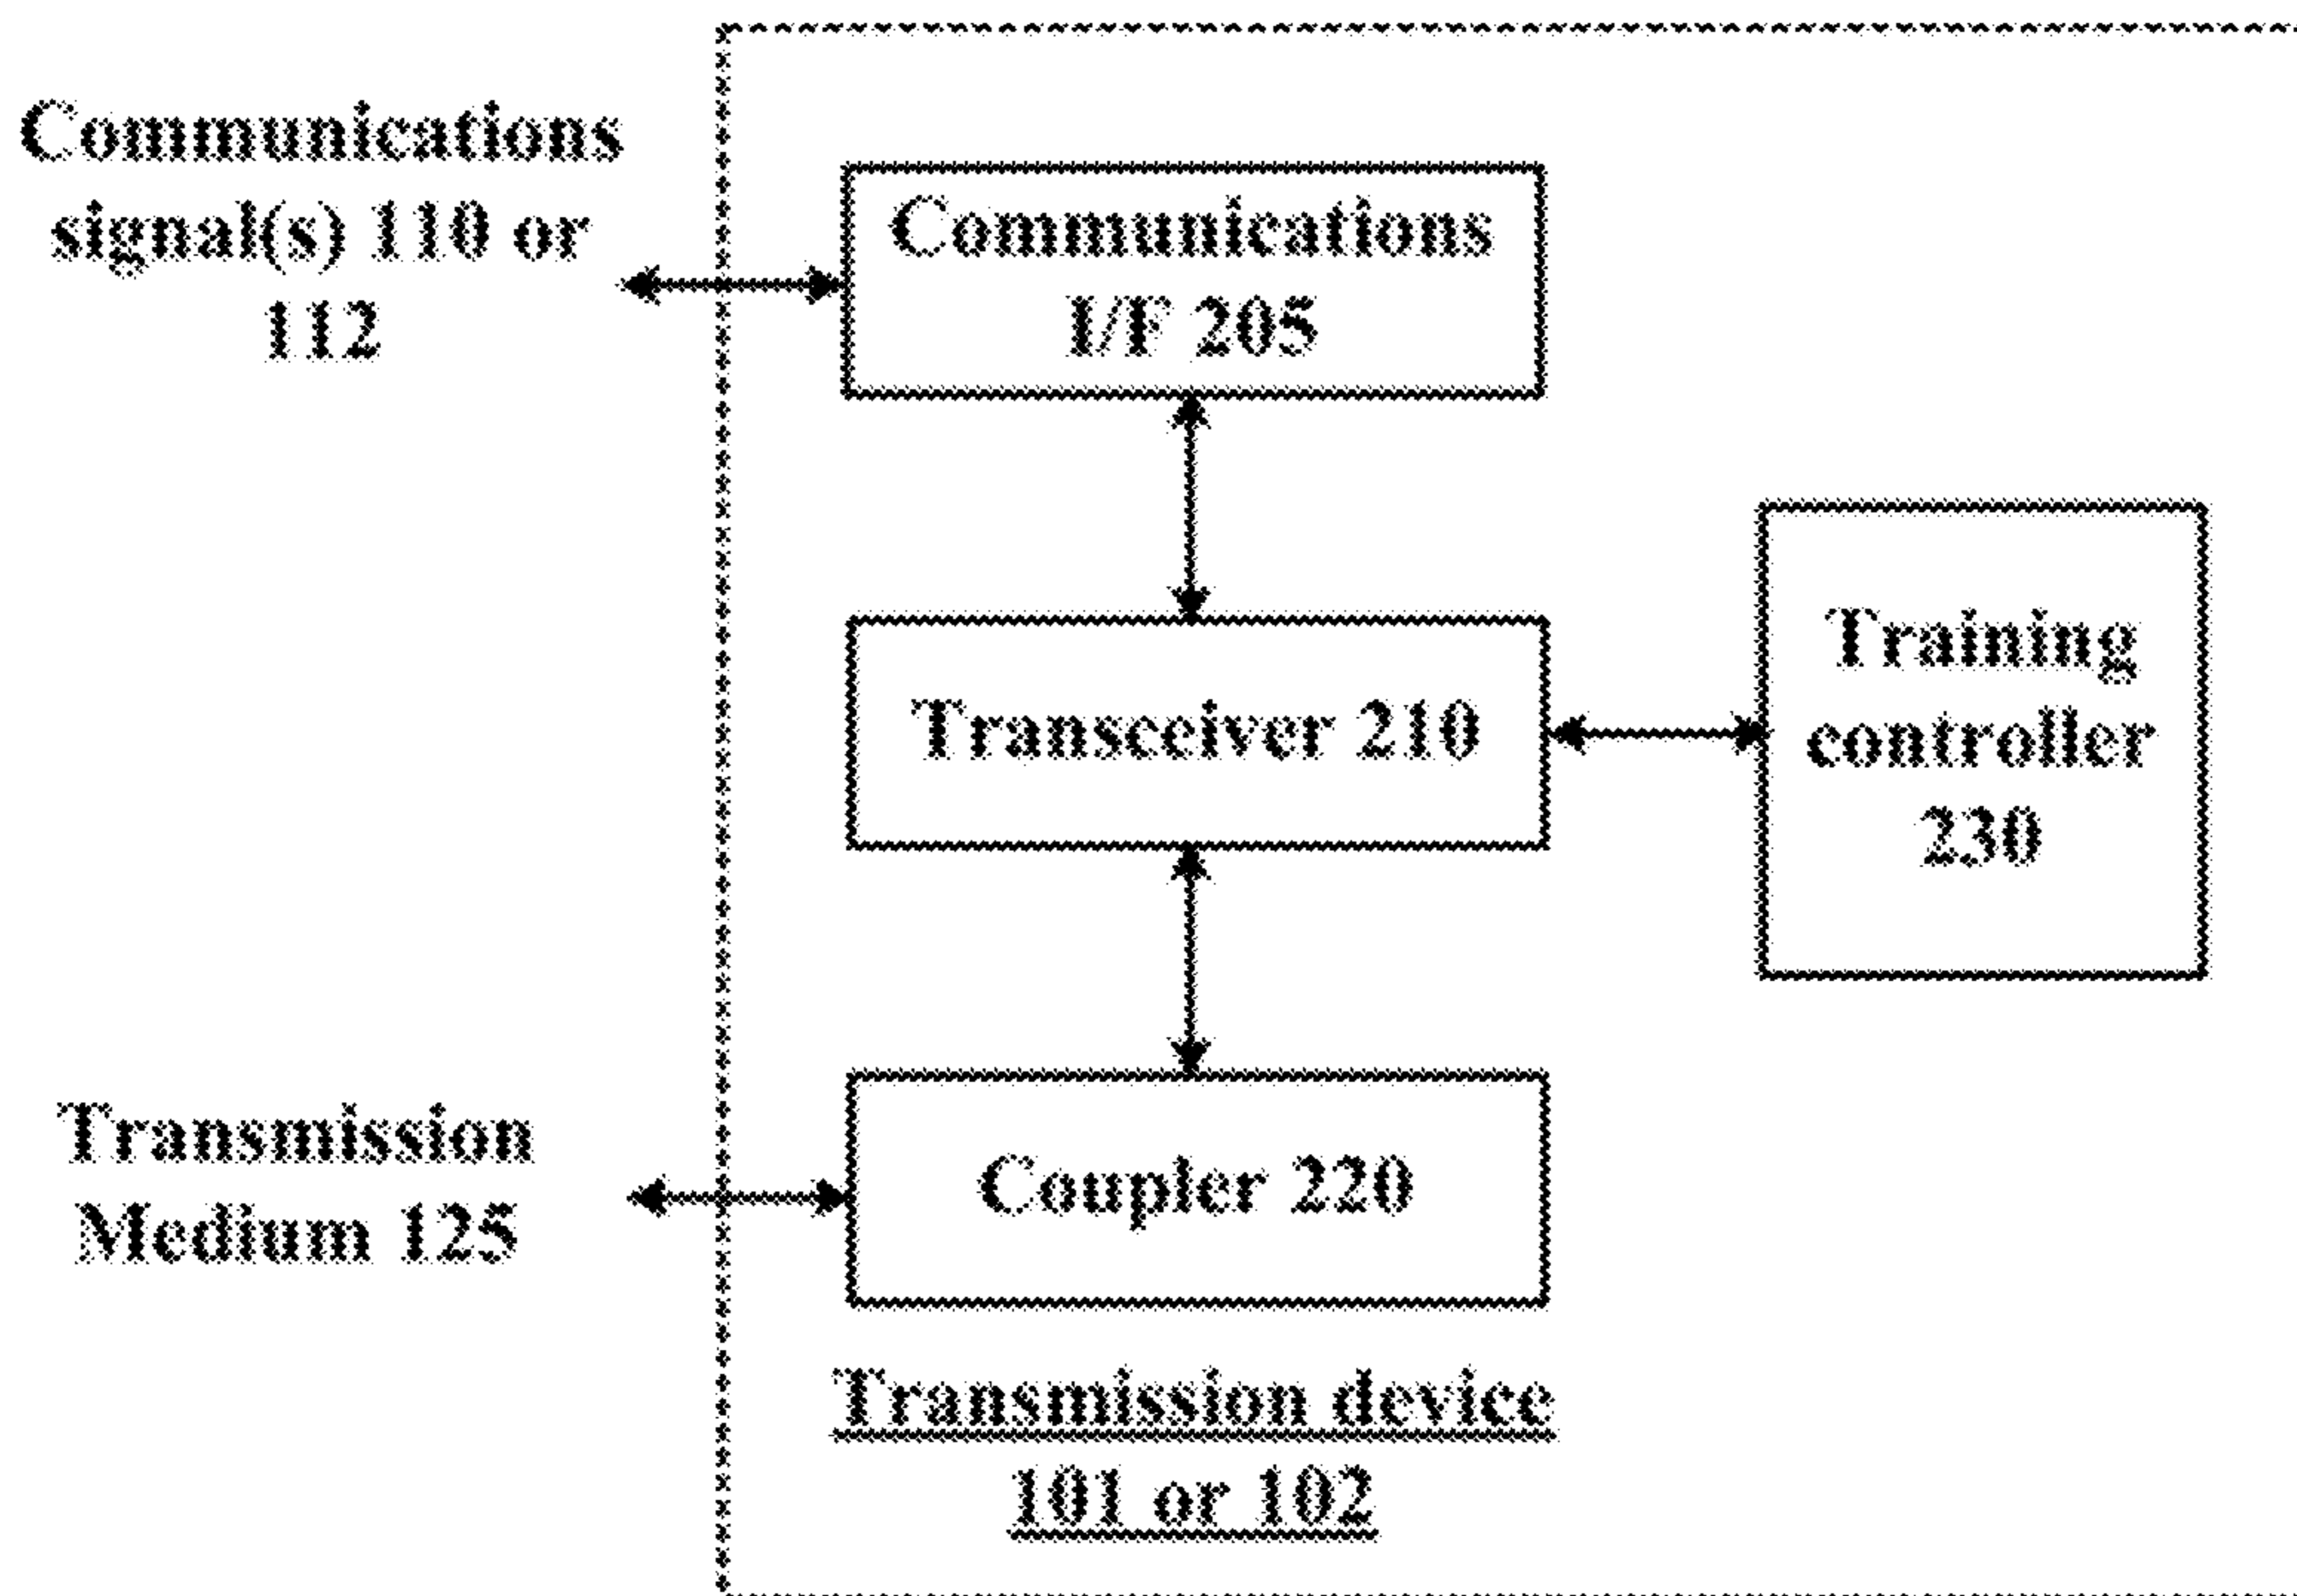 Communications
signal(s) 110 or
112
Communications
I/F 205
Transceiver 210
Training
controller
230
Transmission
Medium 125
Coupler 220
Transmission device
101 or 102